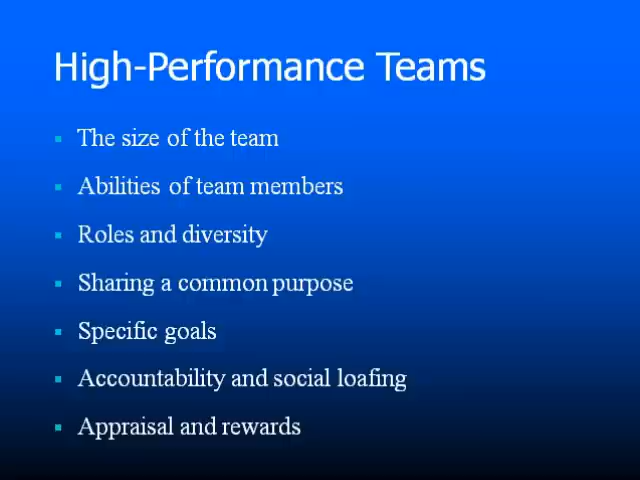 High-Performance Teams
The size of the team
Abilities of team members
Roles and diversity
Sharing a common purpose
Specific goals
Accountability and social loafing
Appraisal and rewards